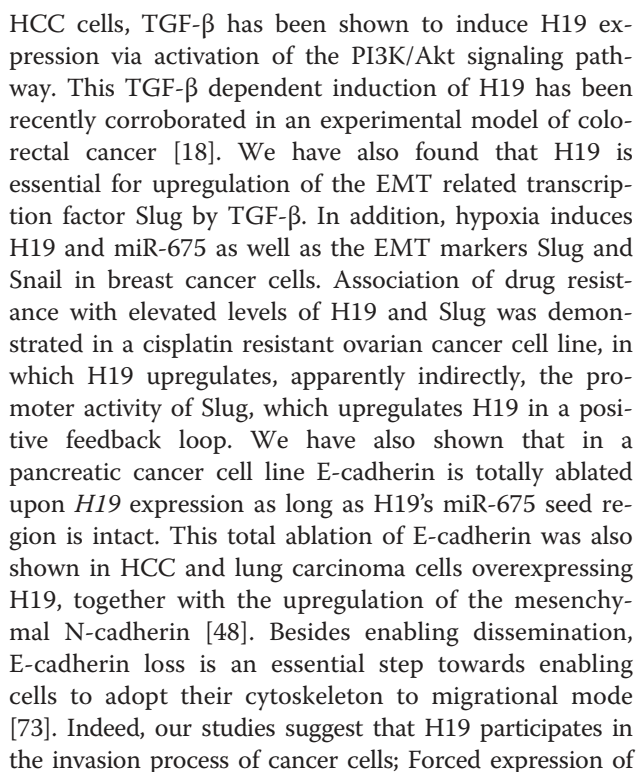 HCC cells, TGF-β has been shown to induce H19 ex-
pression via activation of the PI3K/Akt signaling path-
way. This TGF-β dependent induction of H19 has been
recently corroborated in an experimental model of colo-
rectal cancer [18]. We have also found that H19 is
essential for upregulation of the EMT related transcrip-
tion factor Slug by TGF-β. In addition, hypoxia induces
H19 and miR-675 as well as the EMT markers Slug and
Snail in breast cancer cells. Association of drug resist-
ance with elevated levels of H19 and Slug was demon-
strated in a cisplatin resistant ovarian cancer cell line, in
which H19 upregulates, apparently indirectly, the pro-
moter activity of Slug, which upregulates H19 in a posi-
tive feedback loop. We have also shown that in a
pancreatic cancer cell line E-cadherin is totally ablated
upon H19 expression as long as H19's miR-675 seed re-
gion is intact. This total ablation of E-cadherin was also
shown in HCC and lung carcinoma cells overexpressing
H19, together with the upregulation of the mesenchy-
mal N-cadherin [48]. Besides enabling dissemination,
E-cadherin loss is an essential step towards enabling
cells to adopt their cytoskeleton to migrational mode
[73]. Indeed, our studies suggest that H19 participates in
the invasion process of cancer cells; Forced expression of